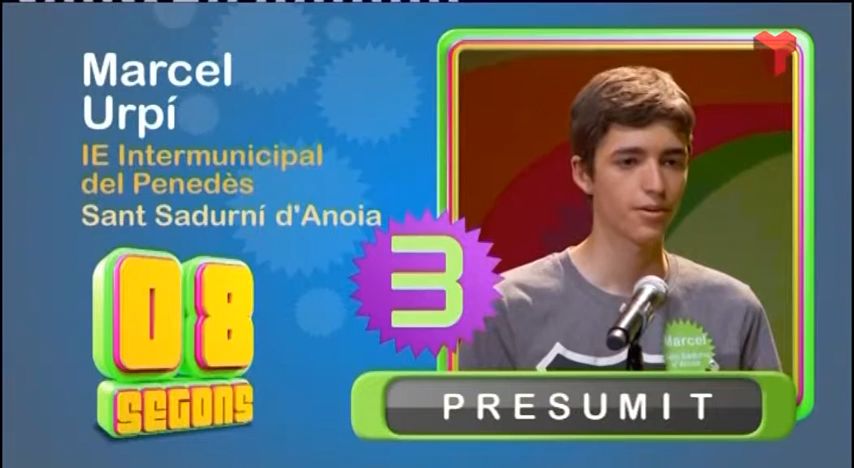 Marcel
Urpí
IE Intermunicipal
del Penedès
Sant Sadurní d'Anoia
3
08
SEGONS
Marcel
PRESUMIT